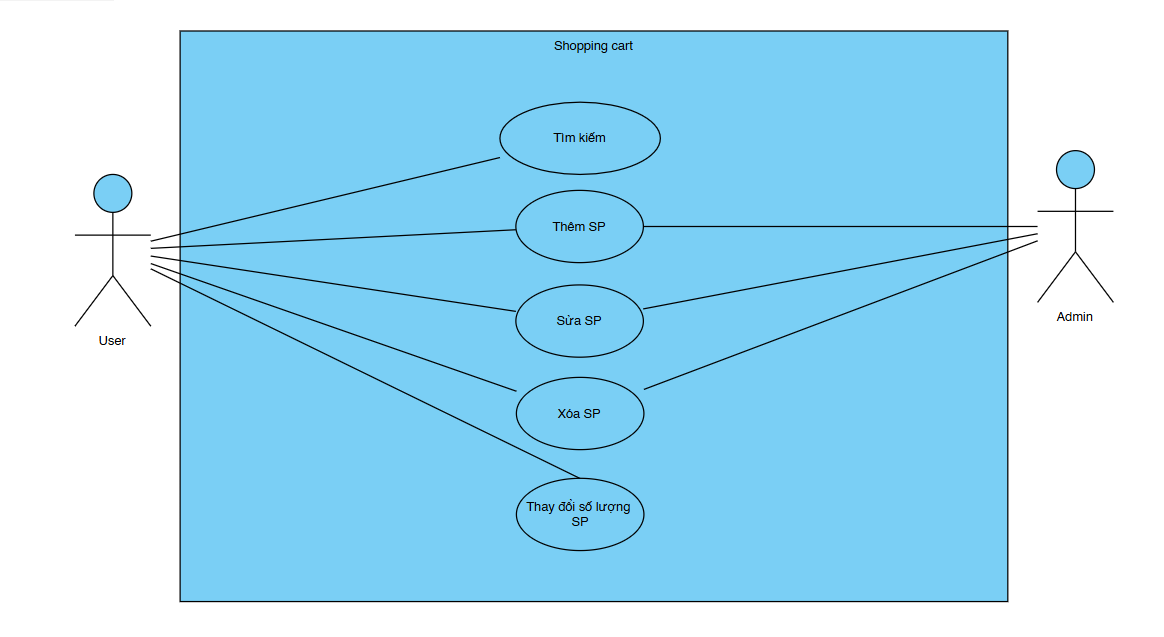 Shopping cart
Tìm kiếm
Thêm SP
Sửa SP
Xóa SP
Thay đổi số lượng
SP
User
Admin